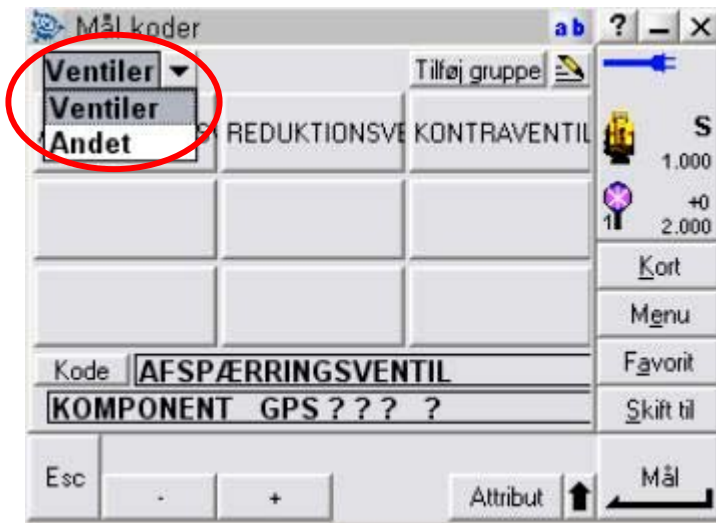 Mål koder ab ? – x
Ventiler Tilføj gruppe
Ventiler
Andet
REDUKTIONSVE KONTRAVENTIL
S
1.000
+0
1 2.000
Kort
Menu
Kode AFSPÆRRINGSVENTIL
Favorit
KOMPONENT GPS ? ? ? ?
Skift til
Esc - + Attribut Mål